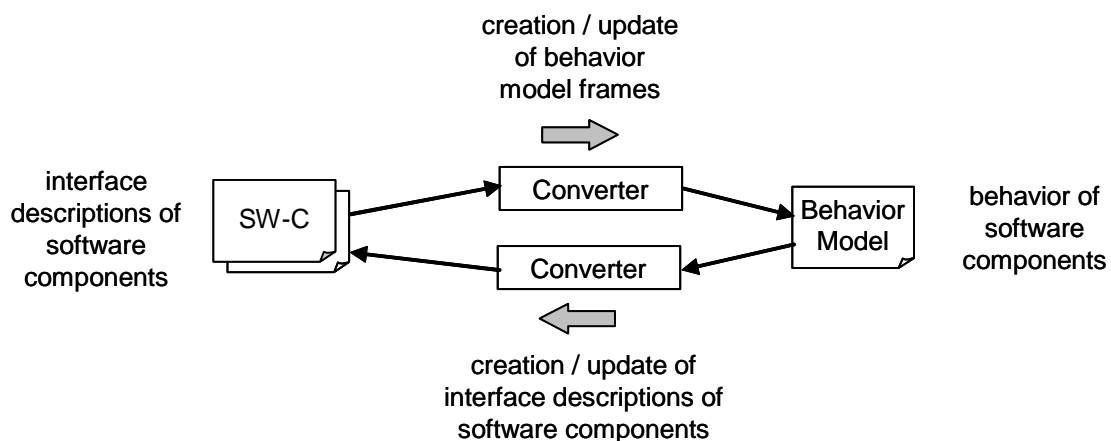 creation / update
of behavior
model frames
interface
descriptions of
software
components
SW-C
Converter
Converter
Behavior
Model
behavior of
software
components
creation / update of
interface descriptions of
software components